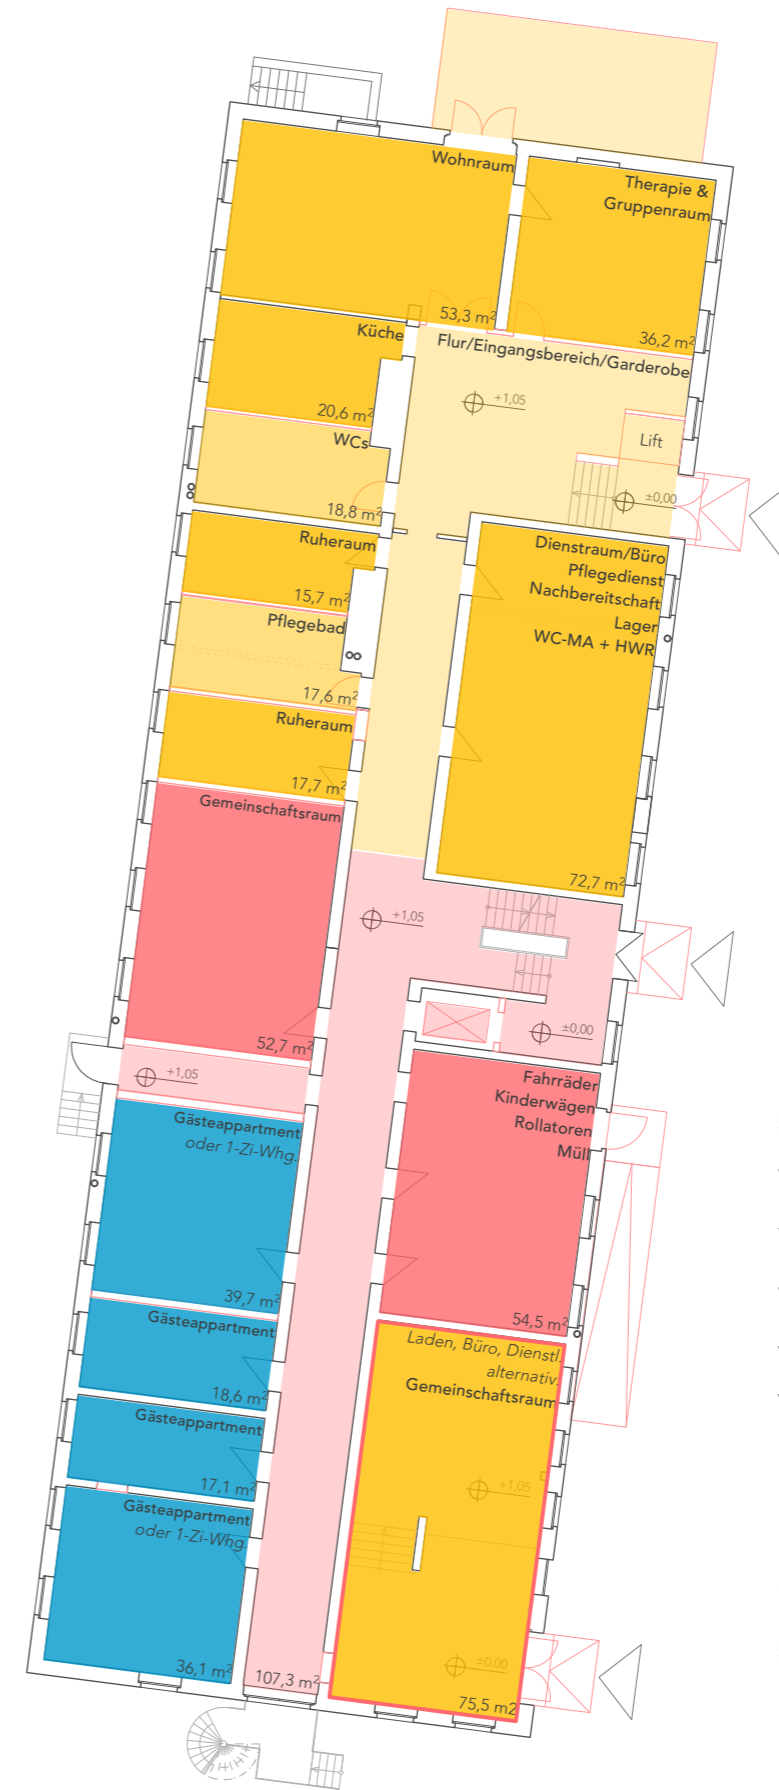 Wohnraum
53,3 m²
Therapie &
Gruppenraum
36,2 m²
Küche
20,6 m²
Flur/Eingangsbereich/Garderobe
+1,05
Lift
±0,00
WCs
18,8 m²
Ruheraum
15,7 m²
Dienstraum/Büro
Pflegedienst
Nachbereitschaft
Lager
WC-MA + HWR
72,7 m²
Pflegebad
17,6 m²
Ruheraum
17,7 m²
Gemeinschaftsraum
52,7 m²
+1,05
±0,00
+1,05
Fahrräder
Kinderwägen
Rollatoren
Müll
54,5 m²
Gästeappartment
oder 1-Zi-Whg.
39,7 m²
Gästeappartment
18,6 m²
Laden, Büro, Dienstl.
alternativ.
Gemeinschaftsraum
+1,05
±0,00
75,5 m2
Gästeappartment
17,1 m²
Gästeappartment
oder 1-Zi-Whg.
36,1 m²
107,3 m²